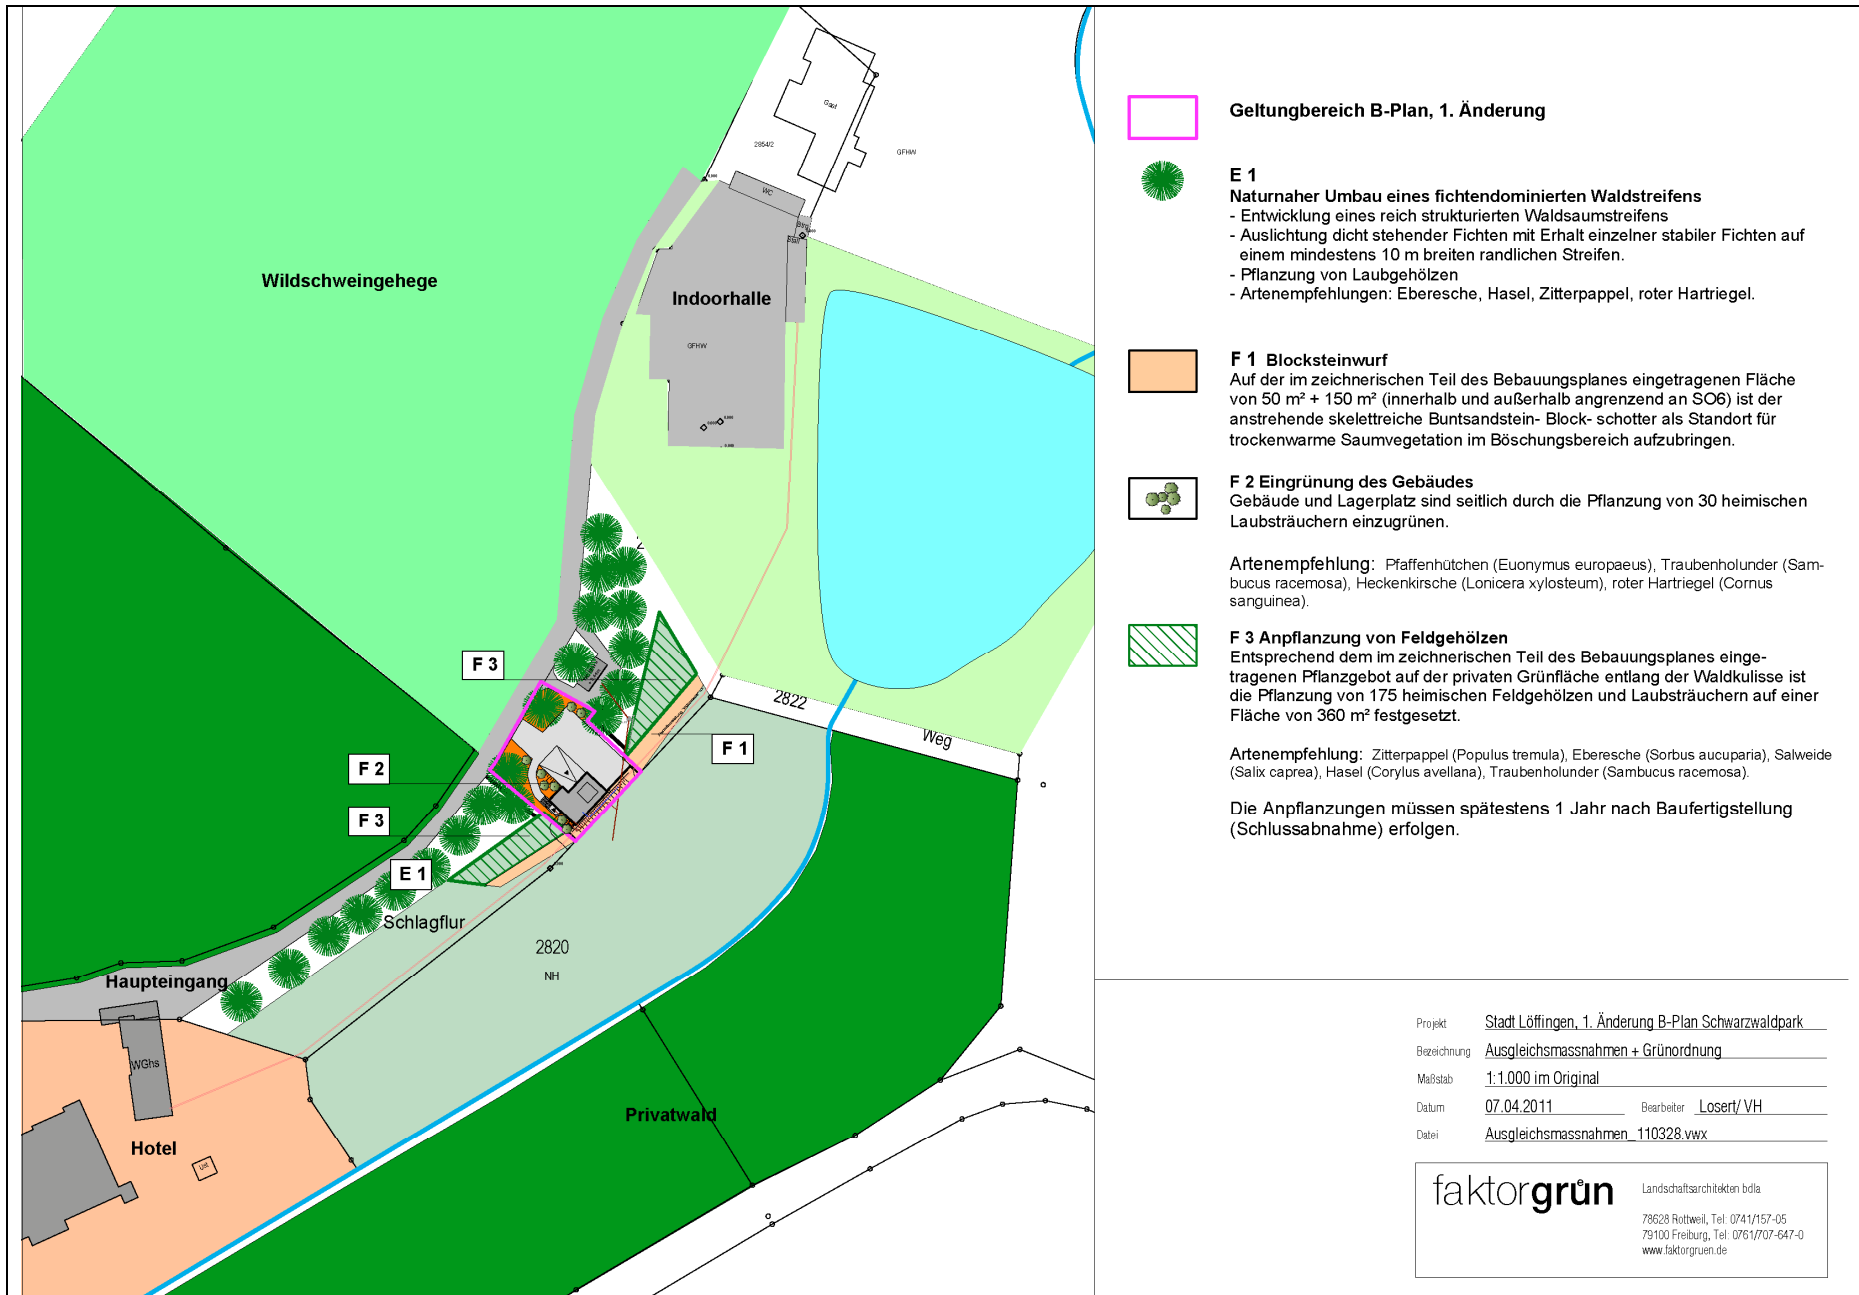 Gast
2854/2
GFHW
WC
Stall
Wildschweingehege
Indoorhalle
GFHW
F 3
2822
Weg
F 1
F 2
F 3
E 1
Schlagflur
2820
NH
Haupteingang
WGhs
Privatwald
Hotel
Ust
Geltungbereich B-Plan, 1. Änderung
E 1
Naturnaher Umbau eines fichtendominierten Waldstreifens
- Entwicklung eines reich strukturierten Waldsaumstreifens
- Auslichtung dicht stehender Fichten mit Erhalt einzelner stabiler Fichten auf
einem mindestens 10 m breiten randlichen Streifen.
- Pflanzung von Laubgehölzen
- Artenempfehlungen: Eberesche, Hasel, Zitterpappel, roter Hartriegel.
F 1 Blocksteinwurf
Auf der im zeichnerischen Teil des Bebauungsplanes eingetragenen Fläche
von 50 m² + 150 m² (innerhalb und außerhalb angrenzend an SO6) ist der
anstrehende skelettreiche Buntsandstein- Block- schotter als Standort für
trockenwarme Saumvegetation im Böschungsbereich aufzubringen.
F 2 Eingrünung des Gebäudes
Gebäude und Lagerplatz sind seitlich durch die Pflanzung von 30 heimischen
Laubsträuchern einzugrünen.
Artenempfehlung: Pfaffenhütchen (Euonymus europaeus), Traubenholunder (Sam-
bucus racemosa), Heckenkirsche (Lonicera xylosteum), roter Hartriegel (Cornus
sanguinea).
F 3 Anpflanzung von Feldgehölzen
Entsprechend dem im zeichnerischen Teil des Bebauungsplanes einge-
tragenen Pflanzgebot auf der privaten Grünfläche entlang der Waldkulisse ist
die Pflanzung von 175 heimischen Feldgehölzen und Laubsträuchern auf einer
Fläche von 360 m² festgesetzt.
Artenempfehlung: Zitterpappel (Populus tremula), Eberesche (Sorbus aucuparia), Salweide
(Salix caprea), Hasel (Corylus avellana), Traubenholunder (Sambucus racemosa).
Die Anpflanzungen müssen spätestens 1 Jahr nach Baufertigstellung
(Schlussabnahme) erfolgen.
Projekt Stadt Löffingen, 1. Änderung B-Plan Schwarzwaldpark
Bezeichnung Ausgleichsmassnahmen + Grünordnung
Maßstab 1:1.000 im Original
Datum 07.04.2011 Bearbeiter Losert/ VH
Datei Ausgleichsmassnahmen_110328.vwx
faktorgrün
Landschaftsarchitekten bdla
78628 Rottweil, Tel: 0741/157-05
79100 Freiburg, Tel: 0761/707-647-0
www.faktorgruen.de